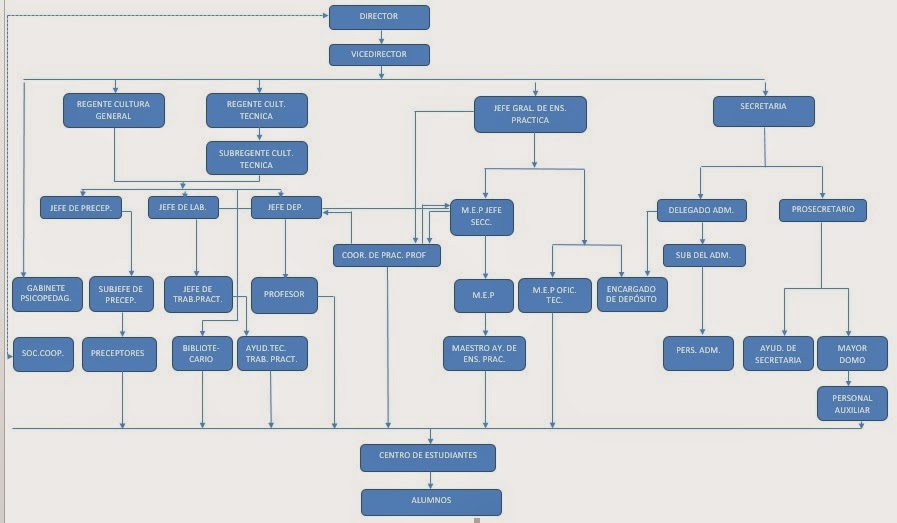 DIRECTOR
VICEDIRECTOR
REGENTE CULTURA
GENERAL
REGENTE CULT.
TECNICA
JEFE GRAL. DE ENS.
PRACTICA
SECRETARIA
SUBREGENTE CULT.
TECNICA
JEFE DE PRECEP.
JEFE DE LAB.
JEFE DEP.
M.E.P JEFE
SECC.
DELEGADO ADM.
PROSECRETARIO
COOR. DE PRAC. PROF
SUB DEL ADM.
GABINETE
PSICOPEDAG.
SUBJEFE DE
PRECEP.
JEFE DE
TRAB.PRACT.
PROFESOR
M.E.P
M.E.P OFIC.
TEC.
ENCARGADO
DE DEPÓSITO
SOC.COOP.
PRECEPTORES
BIBLIOTE-
CARIO
AYUD.TEC.
TRAB. PRACT.
MAESTRO AY. DE
ENS. PRAC.
PERS. ADM.
AYUD. DE
SECRETARIA
MAYOR
DOMO
PERSONAL
AUXILIAR
CENTRO DE ESTUDIANTES
ALUMNOS